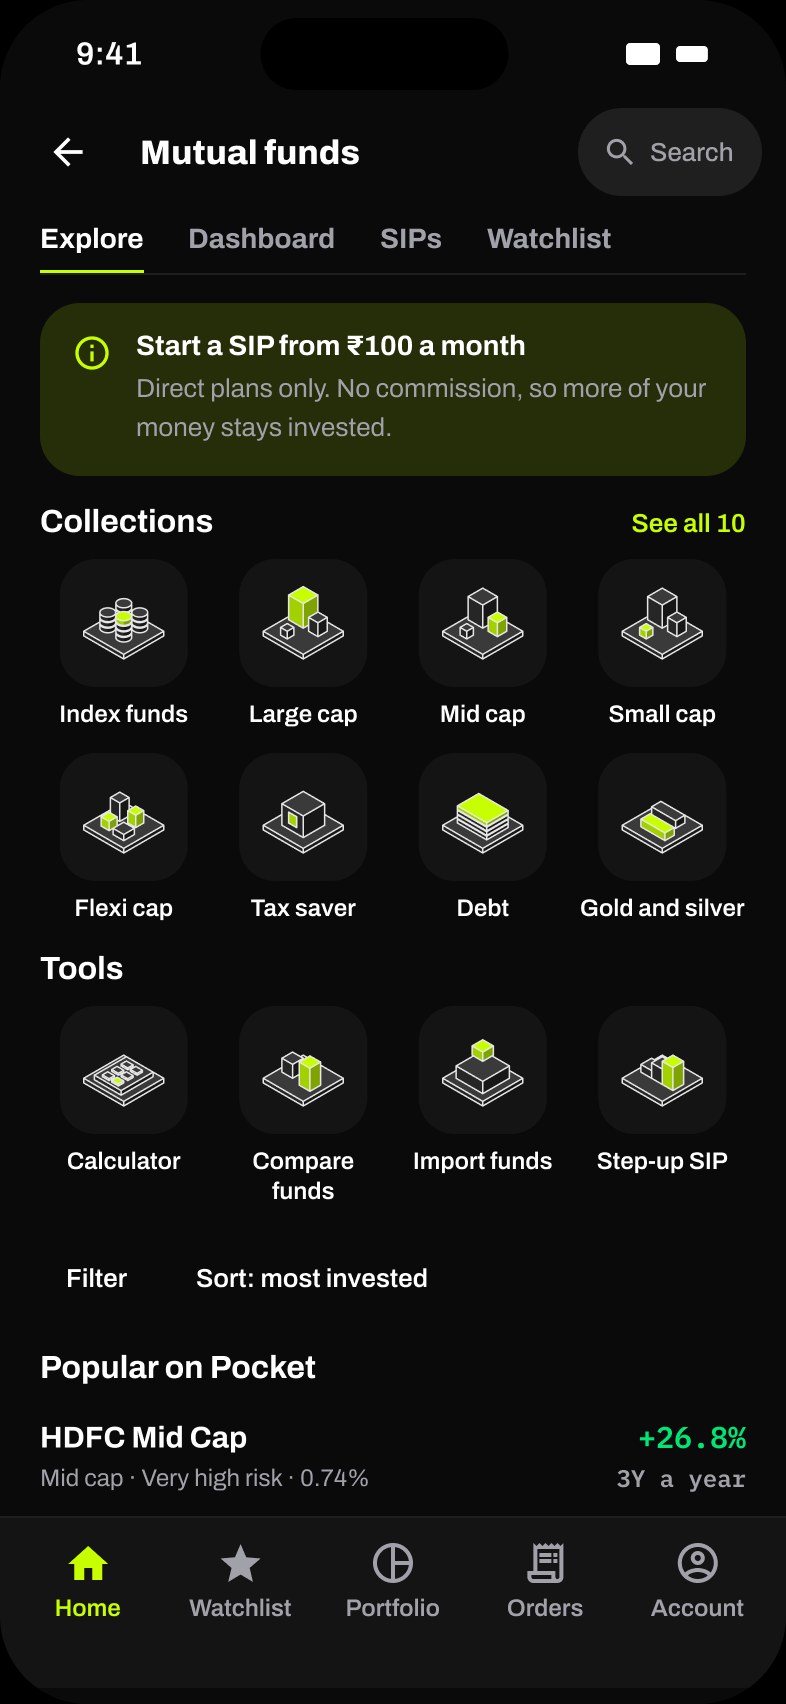 9:41
Mutual funds
Search
Explore Dashboard SIPs Watchlist
Start a SIP from ₹100 a month
Direct plans only. No commission, so more of your
money stays invested.
Collections
See all 10
Index funds Large cap Mid cap Small cap
Flexi cap Tax saver Debt Gold and silver
Tools
Calculator Compare funds Import funds Step-up SIP
Filter Sort: most invested
Popular on Pocket
HDFC Mid Cap +26.8%
Mid cap · Very high risk · 0.74% 3Y a year
Home Watchlist Portfolio Orders Account